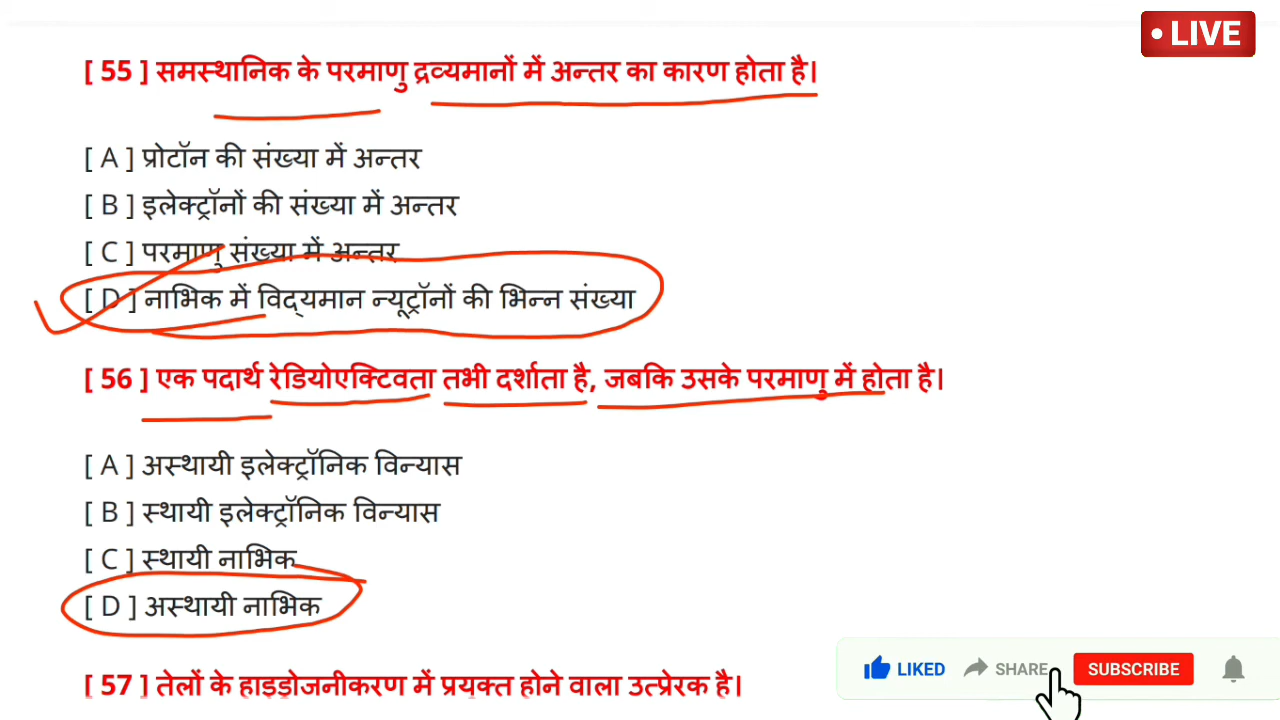 LIVE
[ 55 ] समस्थानिक के परमाणु द्रव्यमानों में अन्तर का कारण होता है।
[ A ] प्रोटॉन की संख्या में अन्तर
[ B ] इलेक्ट्रॉनों की संख्या में अन्तर
[ C ] परमाणु संख्या में अन्तर
[ D ] नाभिक में विद्यमान न्यूट्रॉनों की भिन्न संख्या
[ 56 ] एक पदार्थ रेडियोएक्टिवता तभी दर्शाता है, जबकि उसके परमाणु में होता है।
[ A ] अस्थायी इलेक्ट्रॉनिक विन्यास
[ B ] स्थायी इलेक्ट्रॉनिक विन्यास
[ C ] स्थायी नाभिक
[ D ] अस्थायी नाभिक
LIKED SHARE SUBSCRIBE
[ 57 ] तेलों के हाइड्रोजनीकरण में प्रयुक्त होने वाला उत्प्रेरक है।